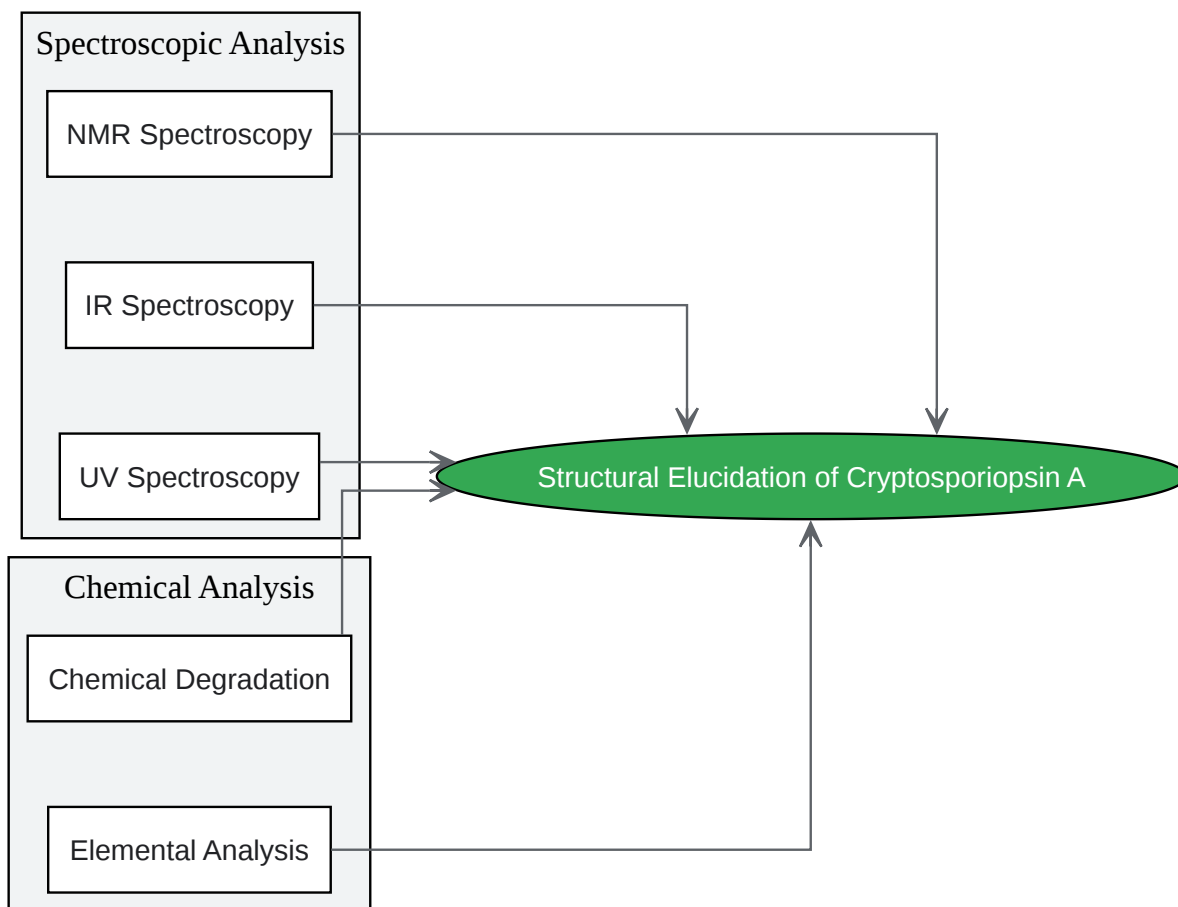 Spectroscopic Analysis
NMR Spectroscopy
IR Spectroscopy
UV Spectroscopy
Structural Elucidation of Cryptosporiopsin A
Chemical Analysis
Chemical Degradation
Elemental Analysis